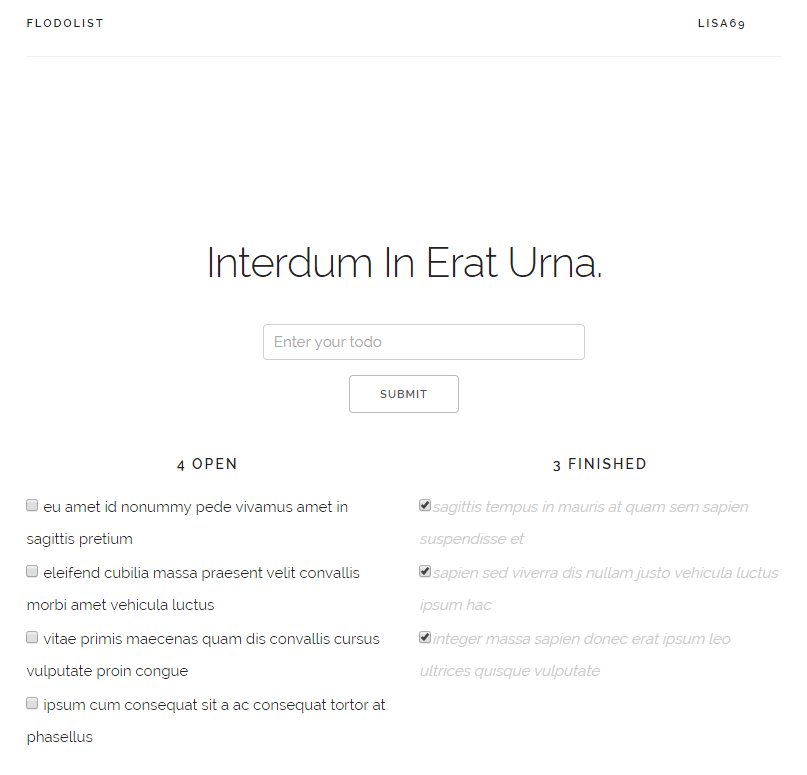 FLODOLIST
LISA69
Interdum In Erat Urna.
Enter your todo
SUBMIT
4 OPEN
eu amet id nonummy pede vivamus amet in
sagittis pretium
eleifend cubilia massa praesent velit convallis
morbi amet vehicula luctus
vitae primis maecenas quam dis convallis cursus
vulputate proin congue
ipsum cum consequat sit a ac consequat tortor at
phasellus
3 FINISHED
sagittis tempus in mauris at quam sem sapien
suspendisse et
sapien sed viverra dis nullam justo vehicula luctus
ipsum hac
integer massa sapien donec erat ipsum leo
ultrices quisque vulputate